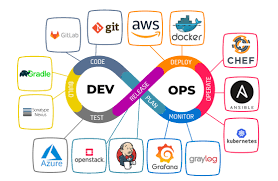 GitLab
git
aws
docker
CHEF
Gradle
CODE
DEPLOY
BUILD
DEV
RELEASE
OPS
OPERATE
PLAN
TEST
MONITOR
ANSIBLE
kubernetes
Azure
openstack.
Grafana
graylog